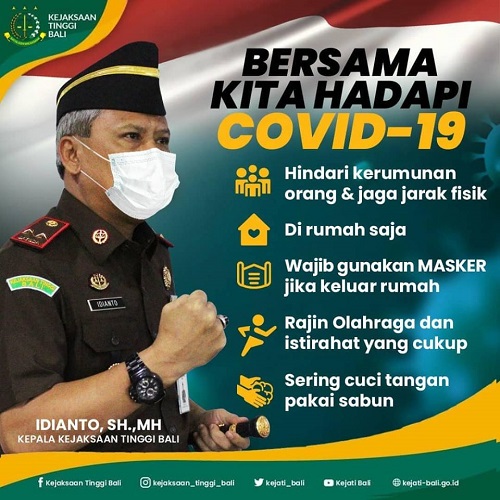 KEJAKSAAN
TINGGI
BALI
BERSAMA
KITA HADAPI
COVID-19
Hindari kerumunan
orang & jaga jarak fisik
Di rumah saja
Wajib gunakan MASKER
jika keluar rumah
Rajin Olahraga dan
istirahat yang cukup
Sering cuci tangan
pakai sabun
IDIANTO
IDIANTO, SH.,MH
KEPALA KEJAKSAAN TINGGI BALI
Kejaksaan Tinggi Bali
kejaksaan_tinggi_bali
kejati_bali
Kejati Bali
kejati-bali.go.id